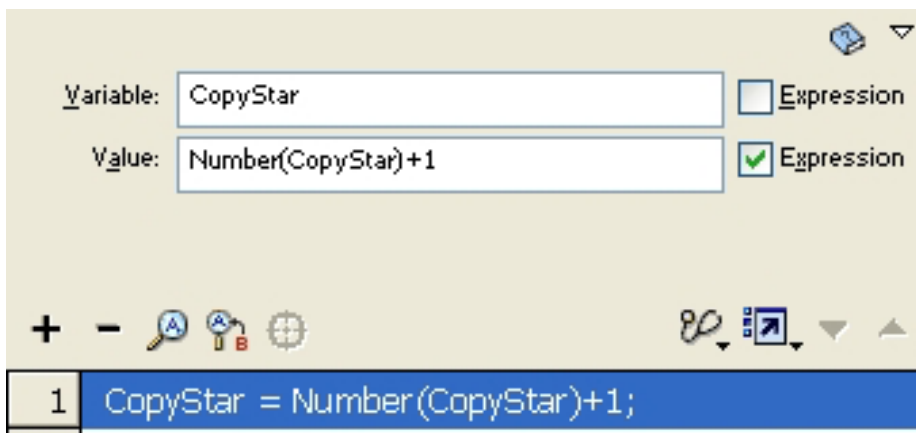 Variable: CopyStar Expression
Value: Number(CopyStar)+1 Expression
1 CopyStar = Number(CopyStar)+1;